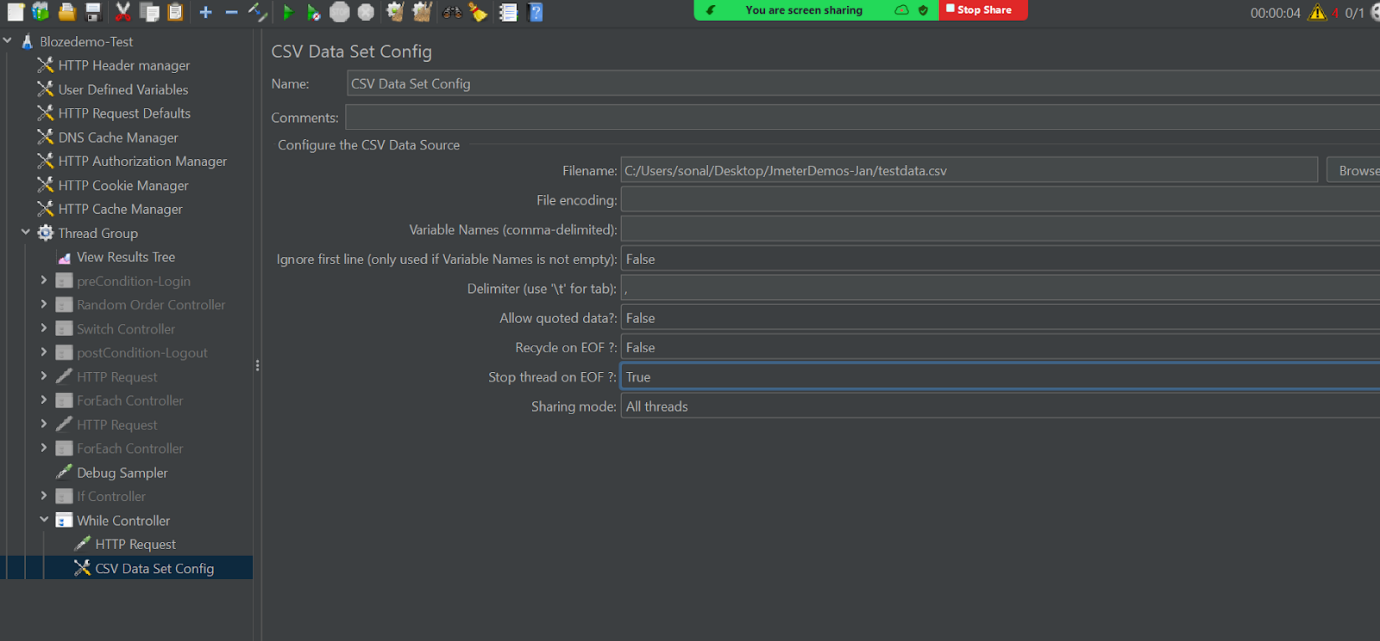 You are screen sharing
Stop Share
00:00:04
4
0/1
Blozedemo-Test
HTTP Header manager
User Defined Variables
HTTP Request Defaults
DNS Cache Manager
HTTP Authorization Manager
HTTP Cookie Manager
HTTP Cache Manager
Thread Group
View Results Tree
preCondition-Login
Random Order Controller
Switch Controller
postCondition-Logout
HTTP Request
ForEach Controller
HTTP Request
ForEach Controller
Debug Sampler
If Controller
While Controller
HTTP Request
CSV Data Set Config
CSV Data Set Config
Name: CSV Data Set Config
Comments:
Configure the CSV Data Source
Filename: C:/Users/sonal/Desktop/JmeterDemos-Jan/testdata.csv Browse
File encoding:
Variable Names (comma-delimited):
Ignore first line (only used if Variable Names is not empty): False
Delimiter (use '\t' for tab): ,
Allow quoted data?: False
Recycle on EOF ?: False
Stop thread on EOF ?: True
Sharing mode: All threads